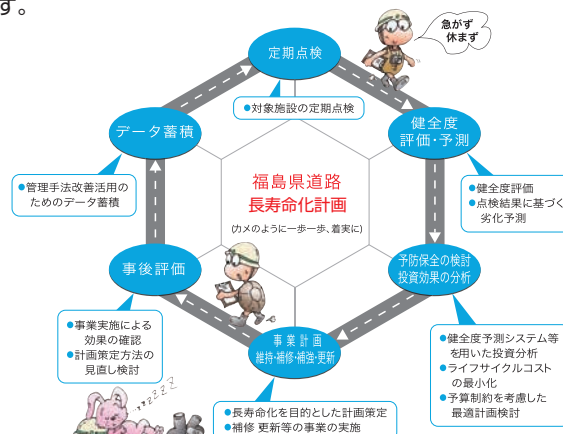 す。
急がず
休まず
定期点検
●対象施設の定期点検
データ蓄積
健全度
評価・予測
●管理手法改善活用の
ためのデータ蓄積
福島県道路
長寿命化計画
(カメのように一歩一歩、着実に)
●健全度評価
●点検結果に基づく
劣化予測
事後評価
予防保全の検討
投資効果の分析
●事業実施による
効果の確認
●計画策定方法の
見直し検討
事業計画
維持・補修・補強・更新
●健全度予測システム等
を用いた投資分析
●ライフサイクルコスト
の最小化
●予算制約を考慮した
最適計画検討
zzzzzzz
●長寿命化を目的とした計画策定
●補修 更新等の事業の実施